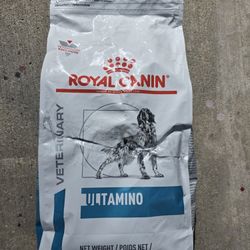 ROYAL CANIN
VETERINARY
ULTAMINO
NET WEIGHT / POIDS NET /